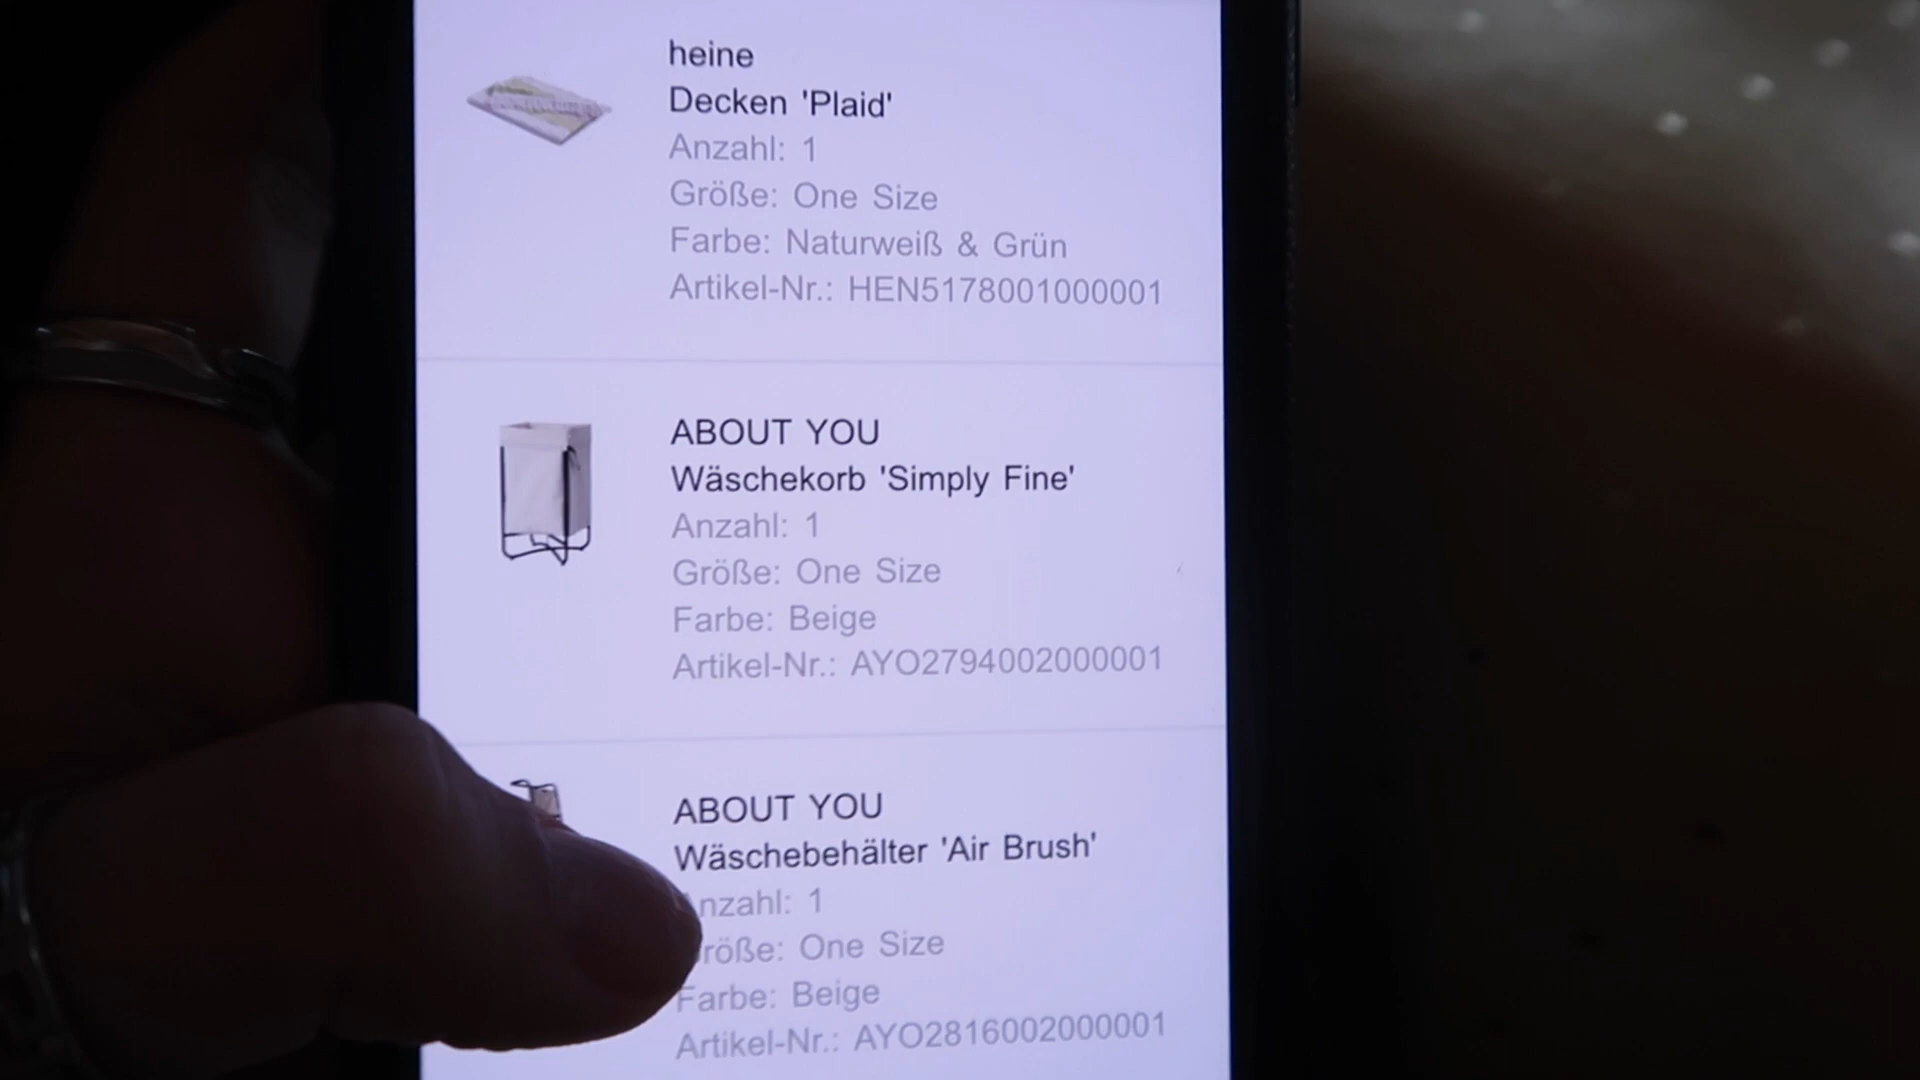 heine
Decken 'Plaid'
Anzahl: 1
Größe: One Size
Farbe: Naturweiß & Grün
Artikel-Nr.: HEN5178001000001
ABOUT YOU
Wäschekorb 'Simply Fine'
Anzahl: 1
Größe: One Size
Farbe: Beige
Artikel-Nr.: AYO2794002000001
ABOUT YOU
Wäschebehälter 'Air Brush'
Anzahl: 1
Größe: One Size
Farbe: Beige
Artikel-Nr.: AYO2816002000001